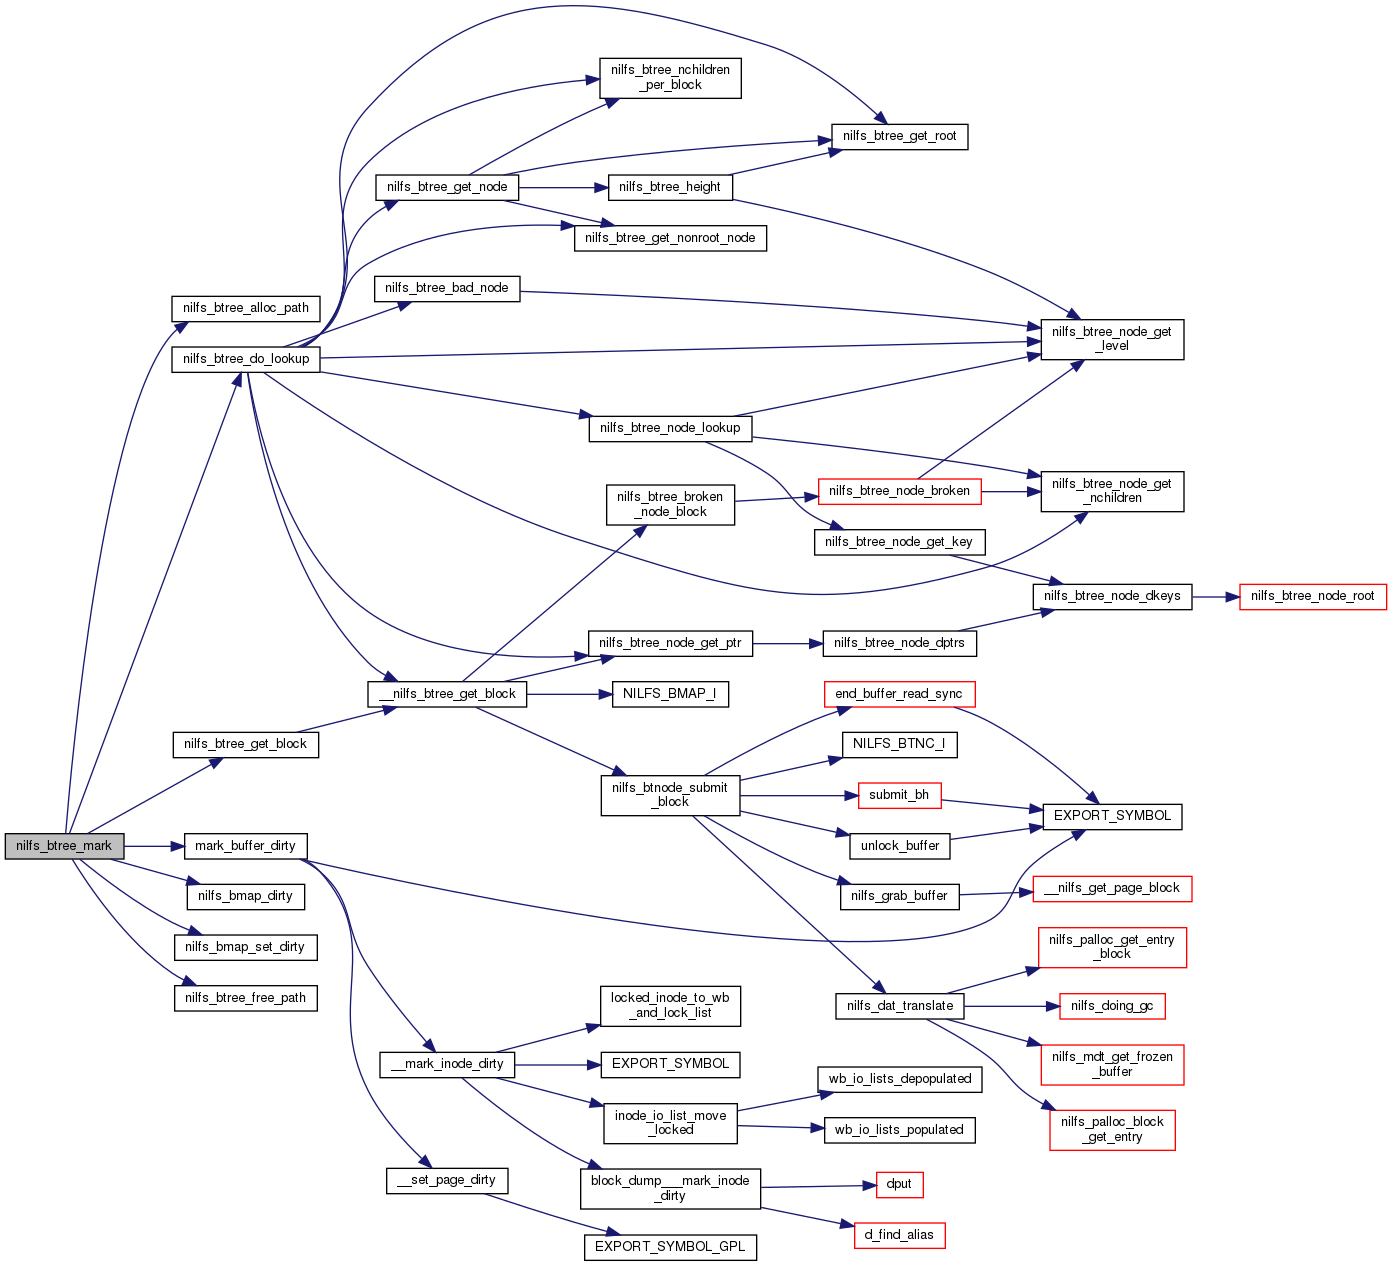 nilfs_btree_nchildren
_per_block
nilfs_btree_get_root
nilfs_btree_get_node
nilfs_btree_height
nilfs_btree_get_nonroot_node
nilfs_btree_bad_node
nilfs_btree_alloc_path
nilfs_btree_node_get
_level
nilfs_btree_do_lookup
nilfs_btree_node_lookup
nilfs_btree_node_get
_nchildren
nilfs_btree_node_broken
nilfs_btree_broken
_node_block
nilfs_btree_node_get_key
nilfs_btree_node_dkeys
nilfs_btree_node_root
nilfs_btree_node_get_ptr
nilfs_btree_node_dptrs
__nilfs_btree_get_block
NILFS_BMAP_I
end_buffer_read_sync
nilfs_btree_get_block
NILFS_BTNC_I
nilfs_btnode_submit
_block
submit_bh
EXPORT_SYMBOL
nilfs_btree_mark
mark_buffer_dirty
unlock_buffer
nilfs_bmap_dirty
nilfs_grab_buffer
__nilfs_get_page_block
nilfs_bmap_set_dirty
nilfs_palloc_get_entry
_block
nilfs_btree_free_path
locked_inode_to_wb
_and_lock_list
nilfs_dat_translate
nilfs_doing_gc
__mark_inode_dirty
EXPORT_SYMBOL
nilfs_mdt_get_frozen
_buffer
wb_io_lists_depopulated
inode_io_list_move
_locked
wb_io_lists_populated
nilfs_palloc_block
_get_entry
__set_page_dirty
block_dump___mark_inode
_dirty
dput
d_find_alias
EXPORT_SYMBOL_GPL